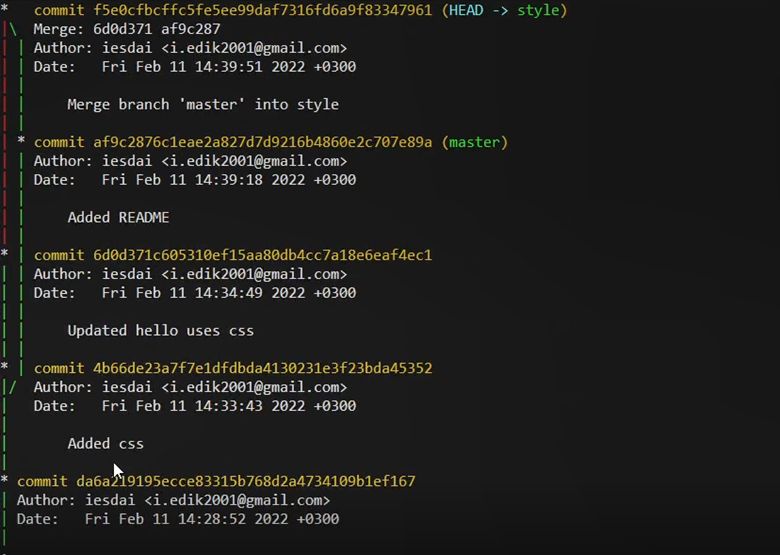 * commit f5e0cfbcffc5fe5ee99daf7316fd6a9f83347961 (HEAD -> style)
|\ Merge: 6d0d371 af9c287
| | Author: iesdai <i.edik2001@gmail.com>
| | Date: Fri Feb 11 14:39:51 2022 +0300
| |
| | Merge branch 'master' into style
| |
| * commit af9c2876c1eae2a827d7d9216b4860e2c707e89a (master)
| | Author: iesdai <i.edik2001@gmail.com>
| | Date: Fri Feb 11 14:39:18 2022 +0300
| |
| | Added README
| |
* | commit 6d0d371c605310ef15aa80db4cc7a18e6eaf4ec1
| | Author: iesdai <i.edik2001@gmail.com>
| | Date: Fri Feb 11 14:34:49 2022 +0300
| |
| | Updated hello uses css
| |
* | commit 4b66de23a7f7e1dfdbda4130231e3f23bda45352
|/ Author: iesdai <i.edik2001@gmail.com>
| Date: Fri Feb 11 14:33:43 2022 +0300
|
| Added css
|
* commit da6a219195ecce83315b768d2a4734109b1ef167
| Author: iesdai <i.edik2001@gmail.com>
| Date: Fri Feb 11 14:28:52 2022 +0300
|